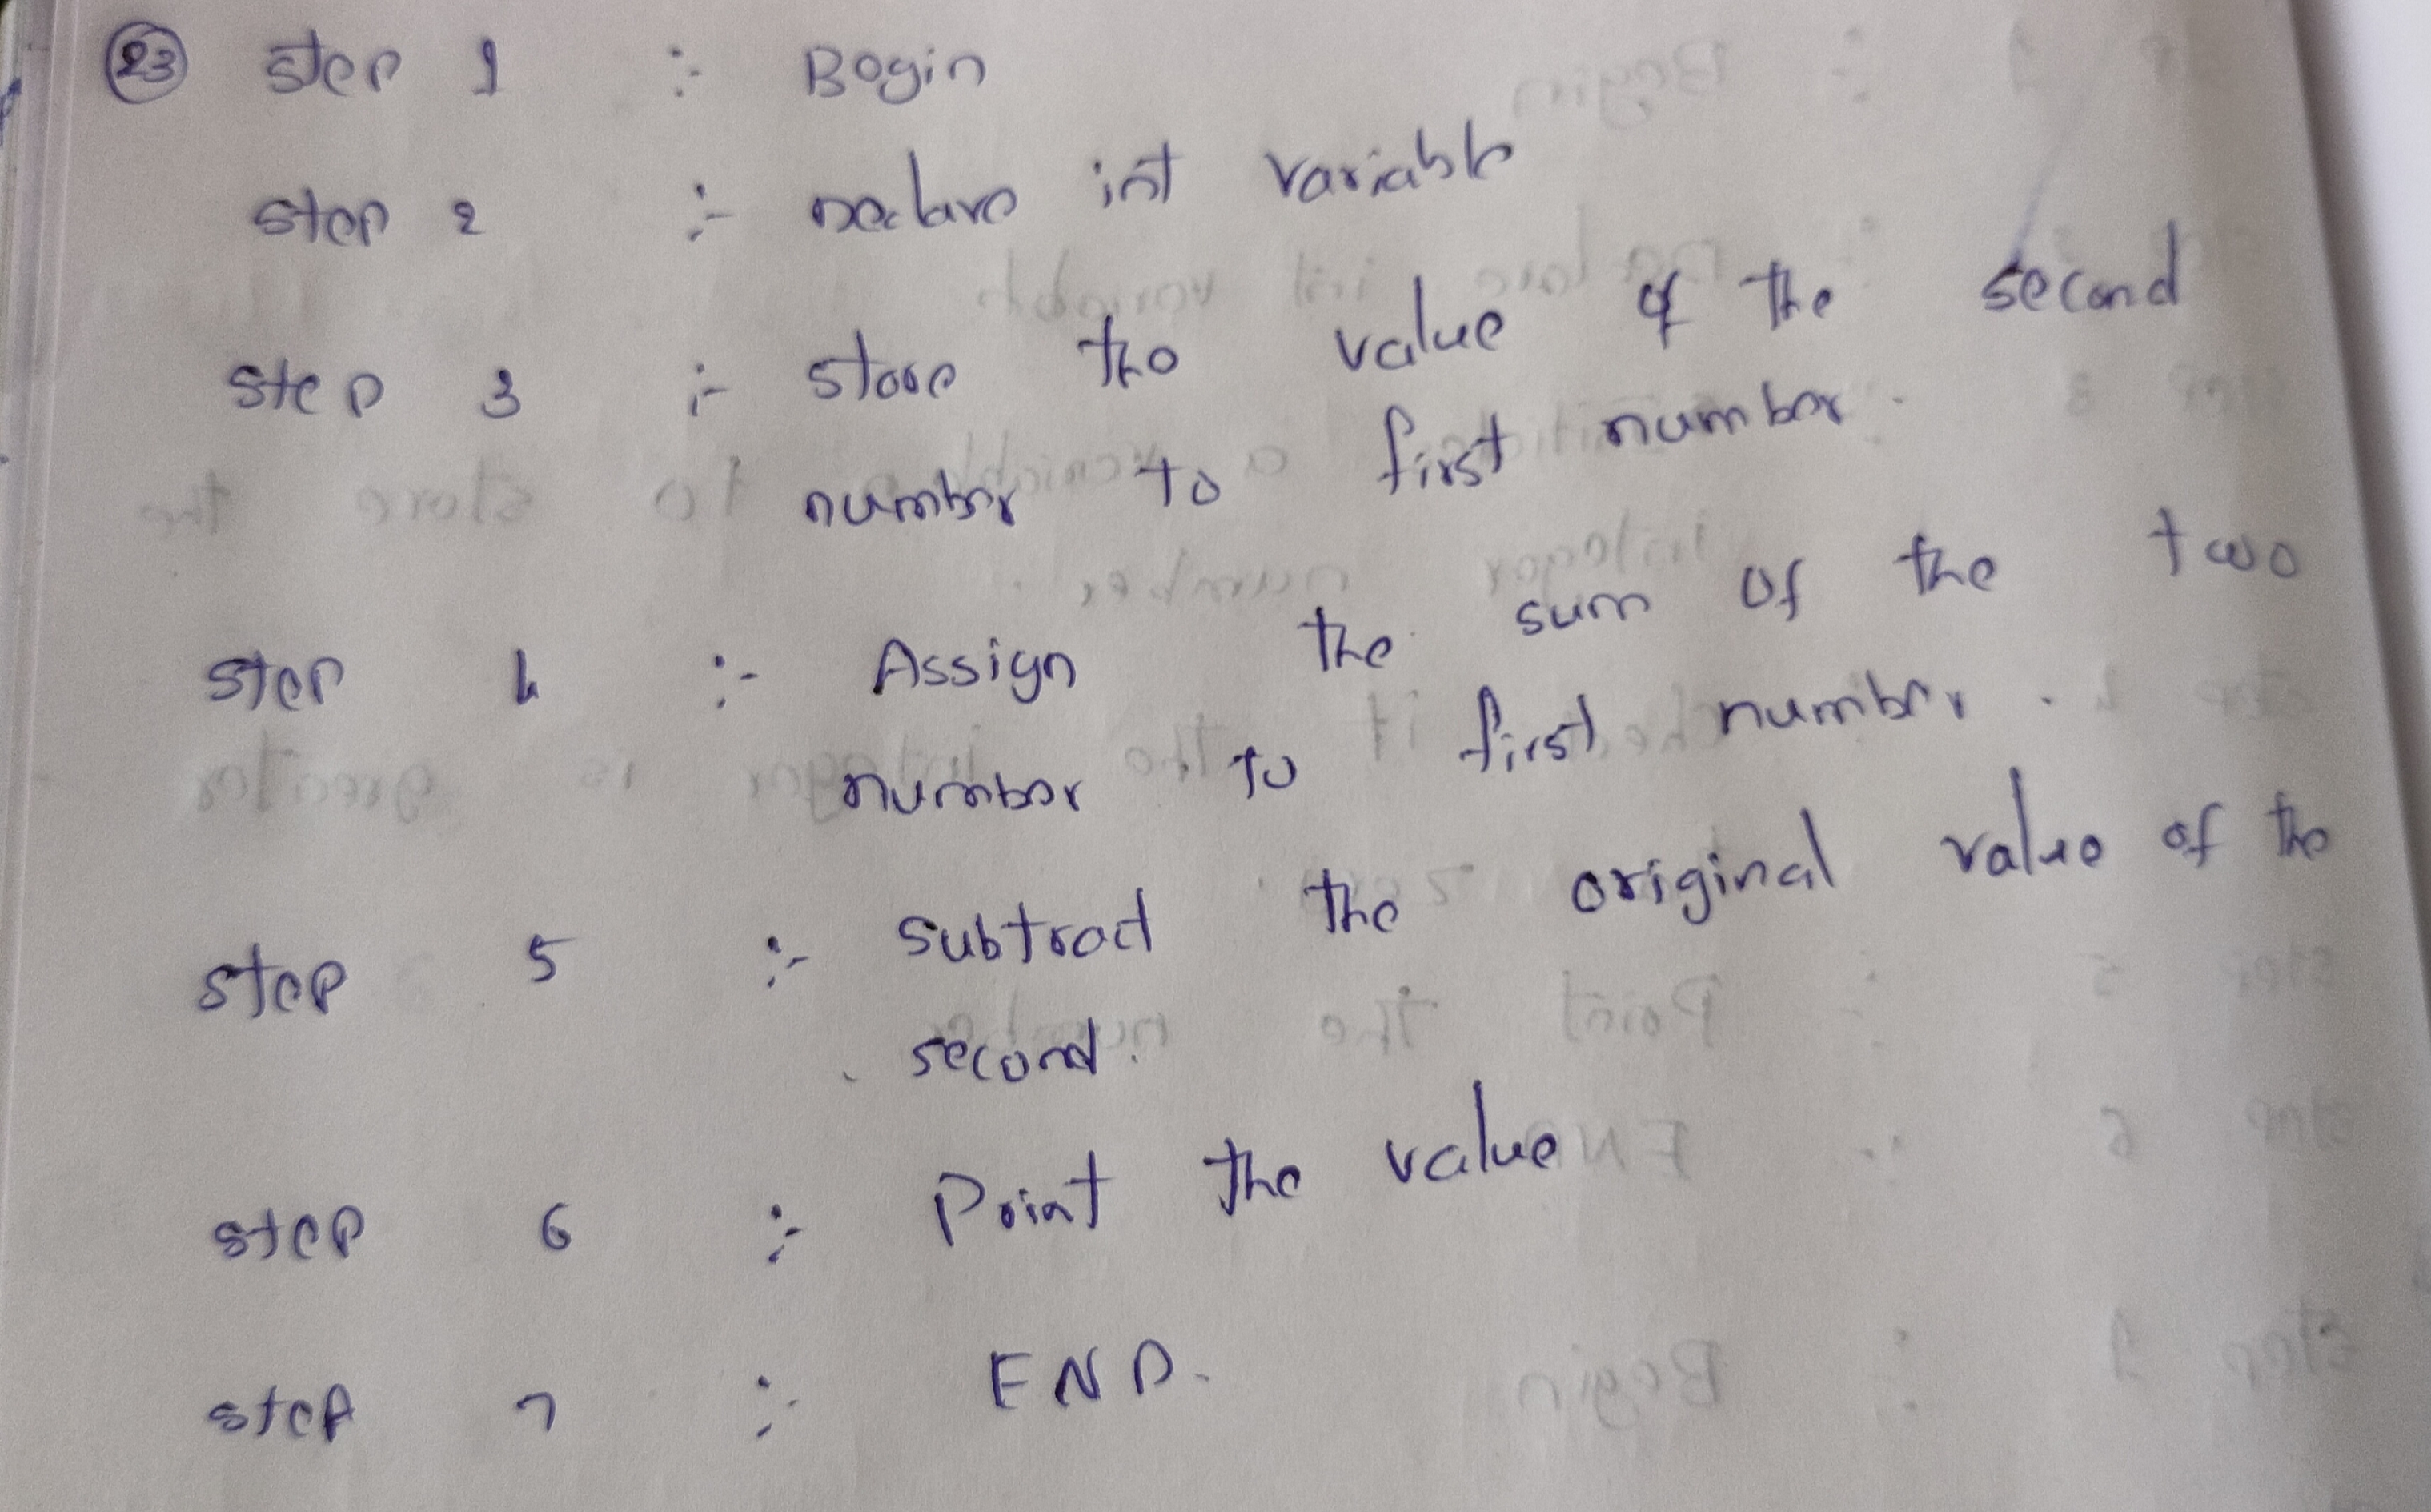 23 step 1 :- Begin
step 2 :- Declare int variable
step 3 :- store the value of the second
number to first number.
step 4 :- Assign the sum of the two
number to first number.
step 5 :- subtract the original value of the
second.
step 6 :- Print the value
step 7 :- END.